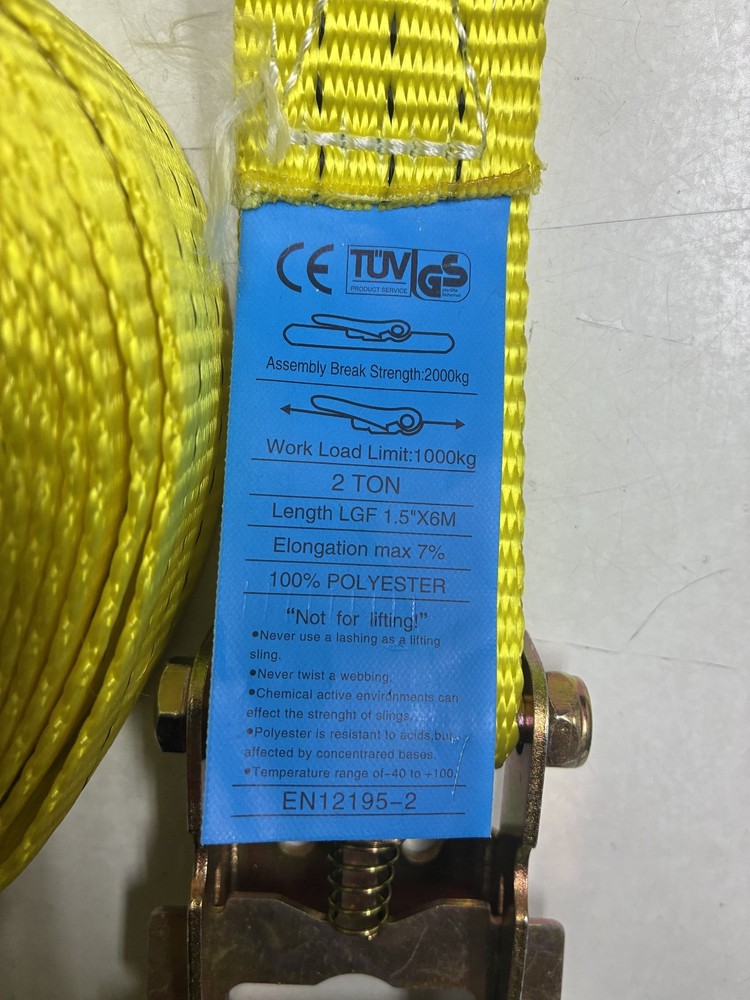 CE TÜV GS
PRODUCT SERVICE
Assembly Break Strength:2000kg
Work Load Limit:1000kg
2 TON
Length LGF 1.5"X6M
Elongation max 7%
100% POLYESTER
"Not for lifting!"
•Never use a lashing as a lifting
sling.
•Never twist a webbing.
•Chemical active environments can
effect the strenght of slings.
•Polyester is resistant to acids,but
affected by concentrared bases.
•Temperature range of-40 to +100.
EN12195-2